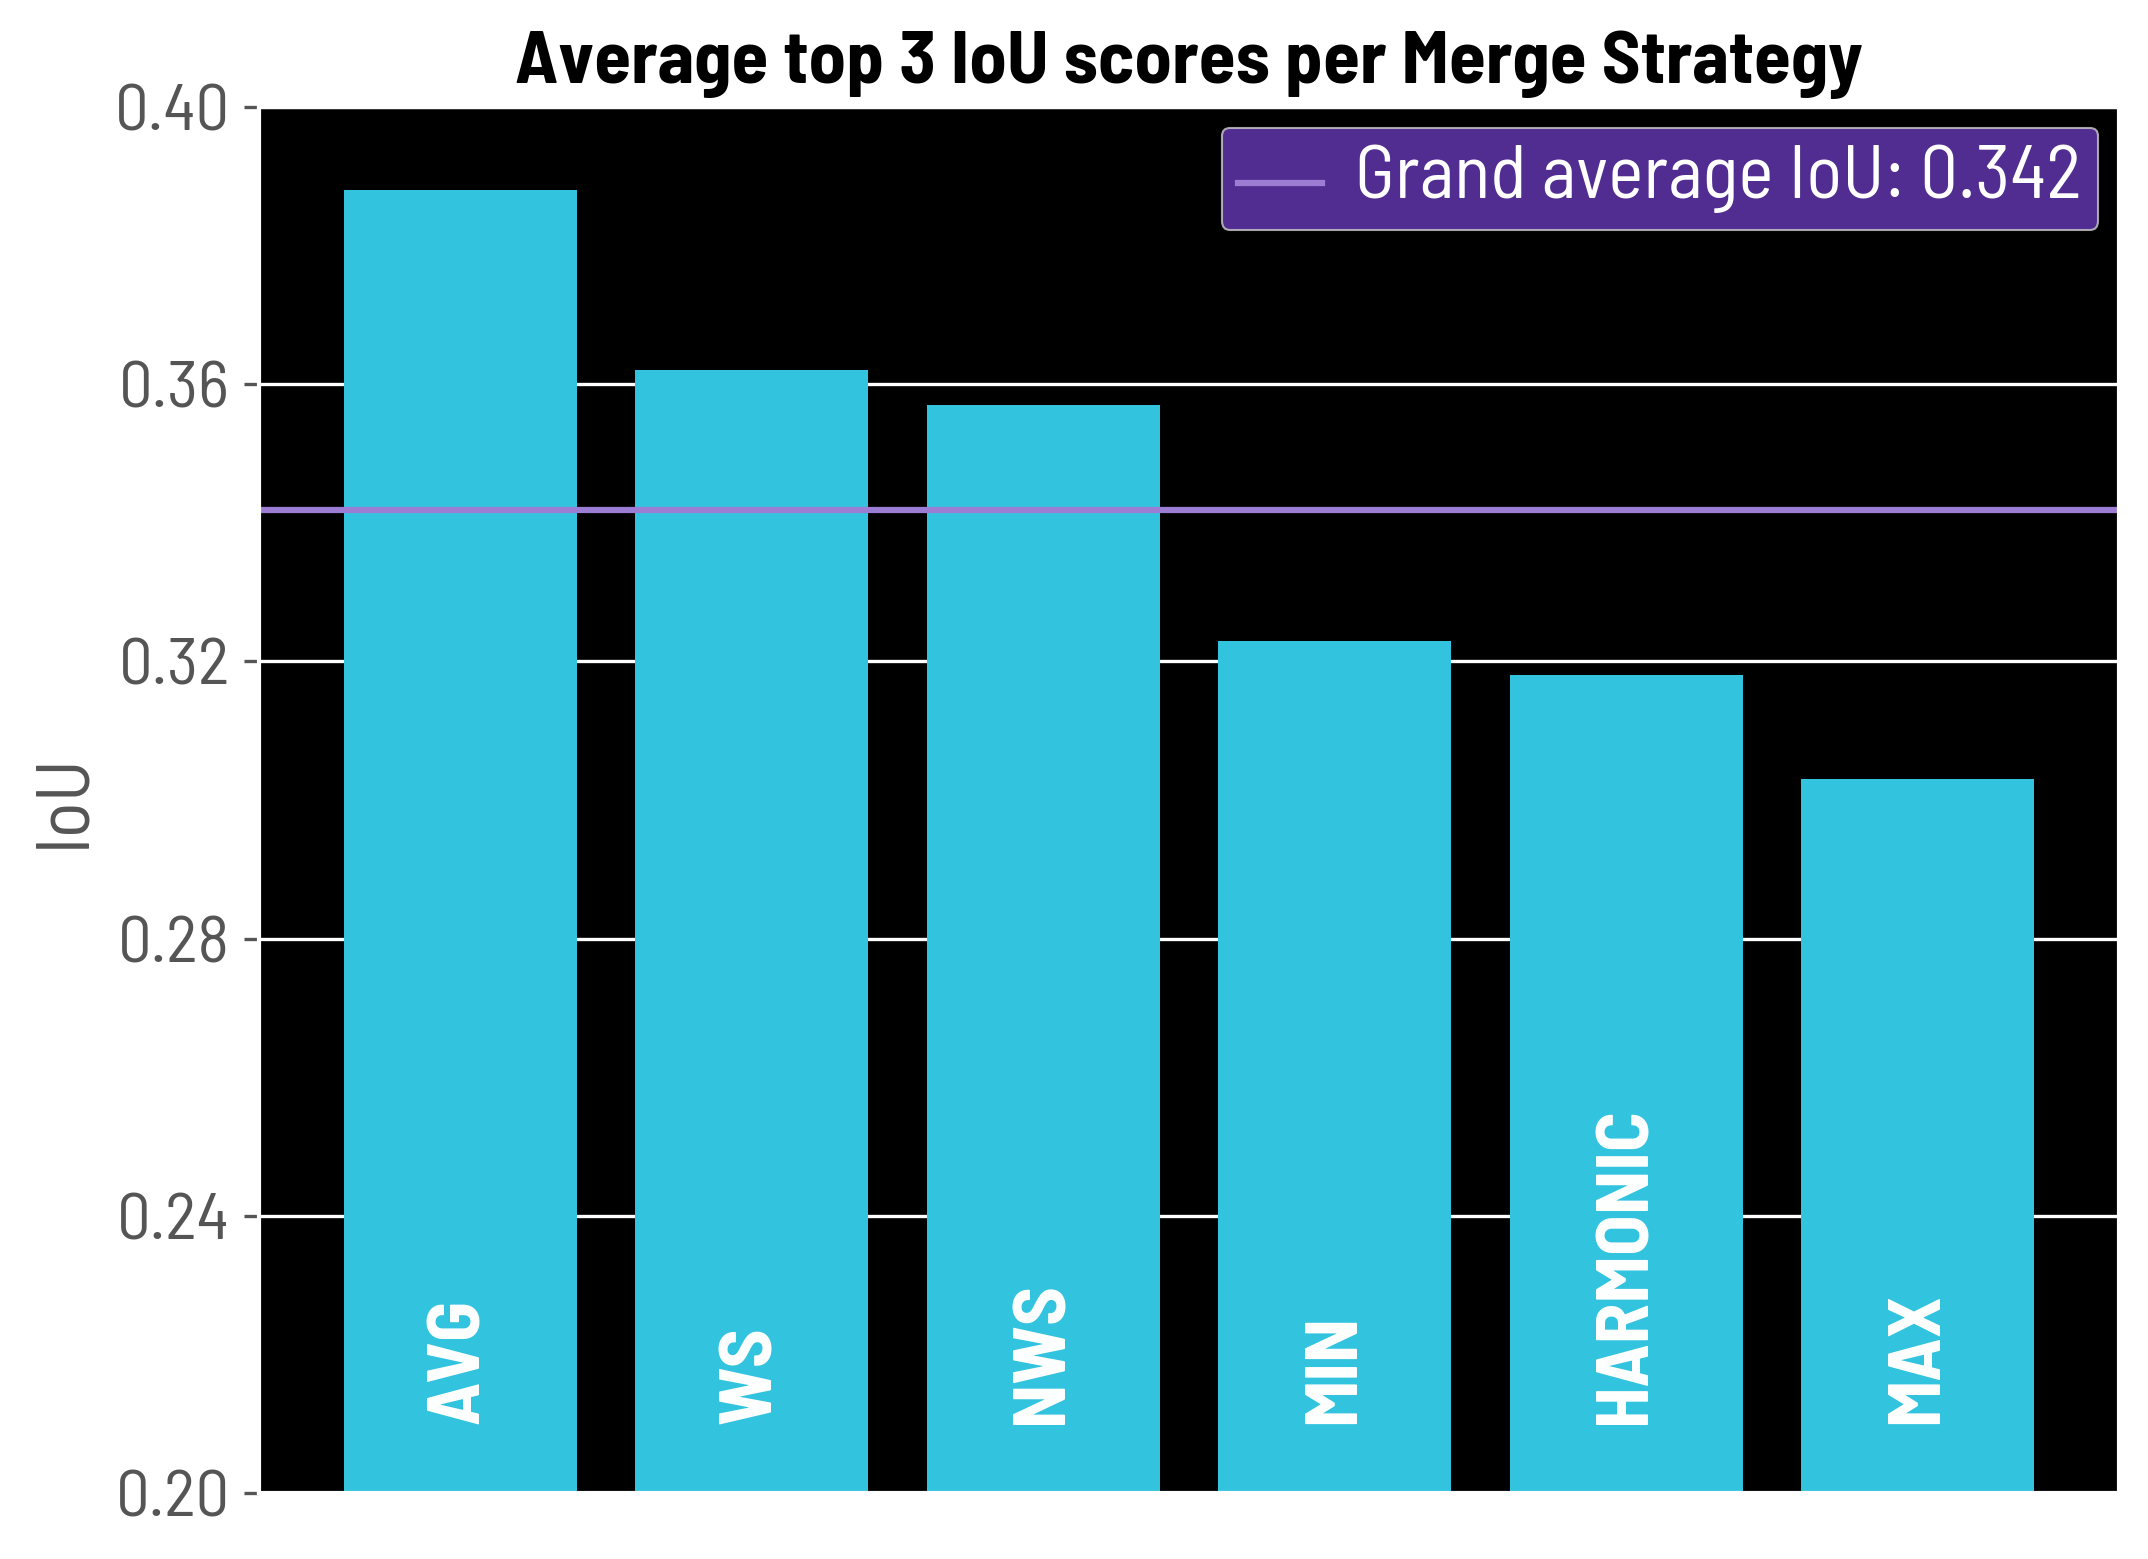 Average top 3 IoU scores per Merge Strategy
Grand average IoU: 0.342
0.40
0.36
0.32
0.28
0.24
0.20
IoU
AVG
WS
NWS
MIN
HARMONIC
MAX